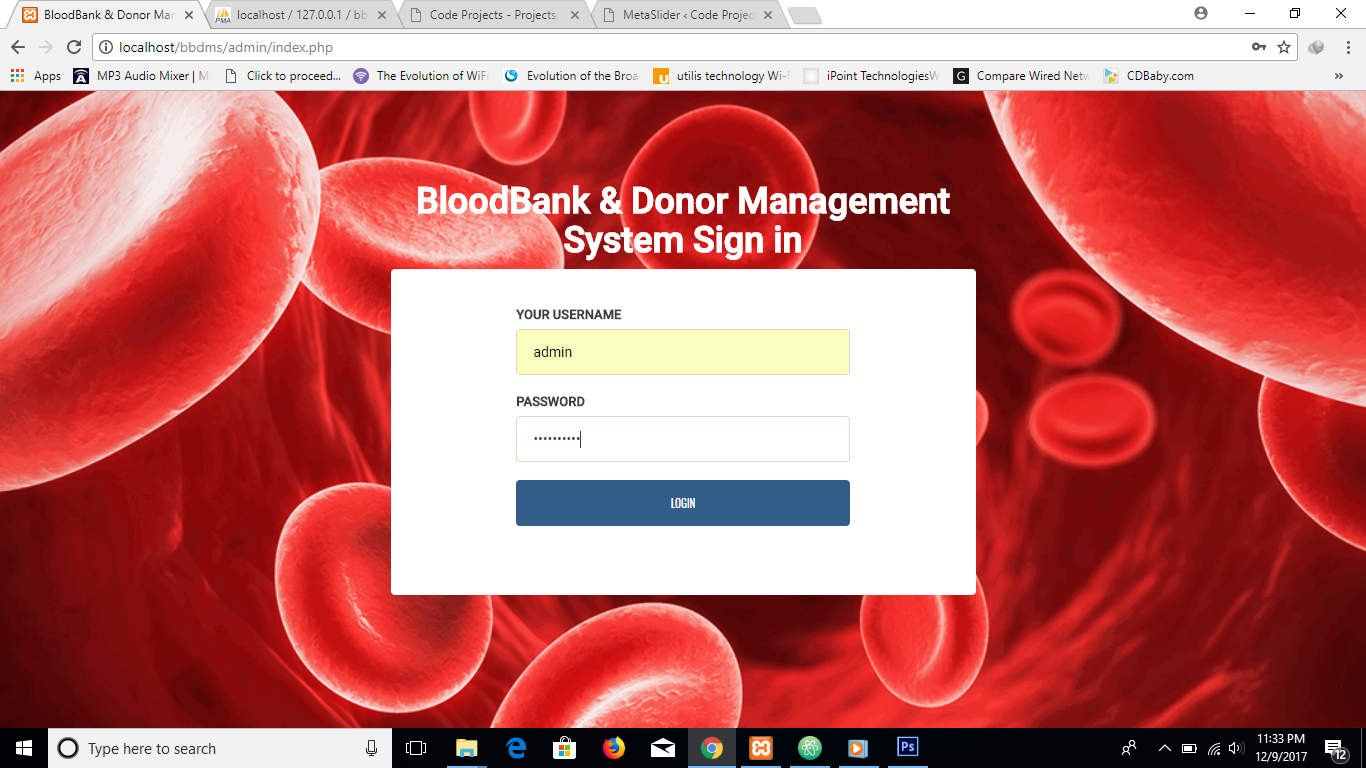 BloodBank & Donor Man
localhost / 127.0.0.1 / bb
Code Projects - Projects,
MetaSlider ‹ Code Projec
localhost/bbdms/admin/index.php
Apps
MP3 Audio Mixer | M
Click to proceed...
The Evolution of WiFi
Evolution of the Broa
utilis technology Wi-F
iPoint TechnologiesW
Compare Wired Netw
CDBaby.com
»
BloodBank & Donor Management
System Sign in
YOUR USERNAME
admin
PASSWORD
••••••••••
LOGIN
Type here to search
Ps
11:33 PM
12/9/2017
12